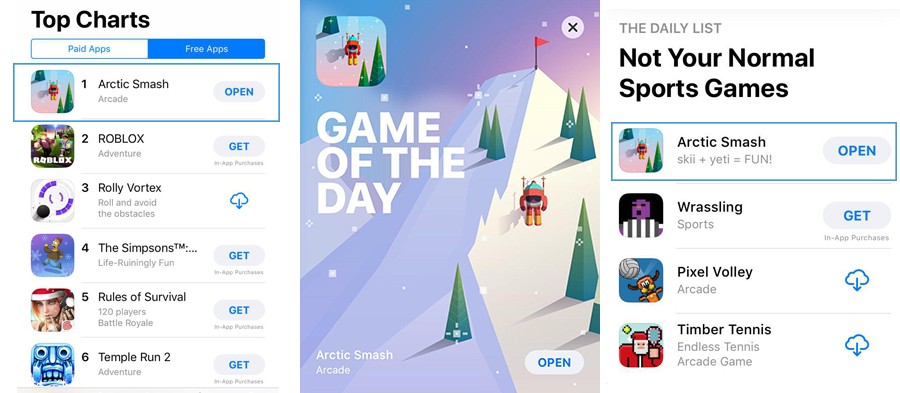 Top Charts
Paid Apps
Free Apps
1 Arctic Smash
Arcade
OPEN
2 ROBLOX
Adventure
GET
In-App Purchases
ROBLOX
3 Rolly Vortex
Roll and avoid
the obstacles
4 The Simpsons™:...
Life-Ruiningly Fun
GET
In-App Purchases
5 Rules of Survival
120 players
Battle Royale
GET
In-App Purchases
6 Temple Run 2
Adventure
GET
In-App Purchases
GAME
OF THE
DAY
Arctic Smash
Arcade
OPEN
THE DAILY LIST
Not Your Normal
Sports Games
Arctic Smash
skii + yeti = FUN!
OPEN
Wrassling
Sports
GET
In-App Purchases
Pixel Volley
Arcade
Timber Tennis
Endless Tennis
Arcade Game